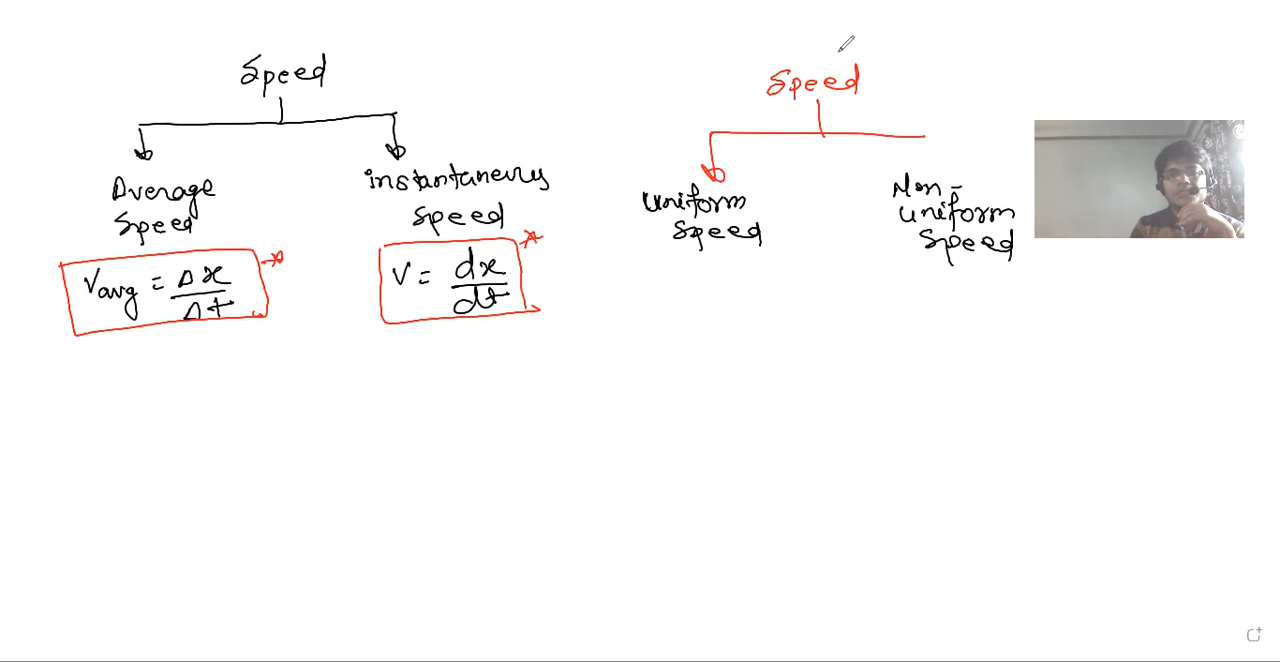 Speed
Average
Speed
instantaneous
speed
Vavg = Δx/Δt
V = dx/dt
Speed
Uniform
Speed
Non-
uniform
Speed